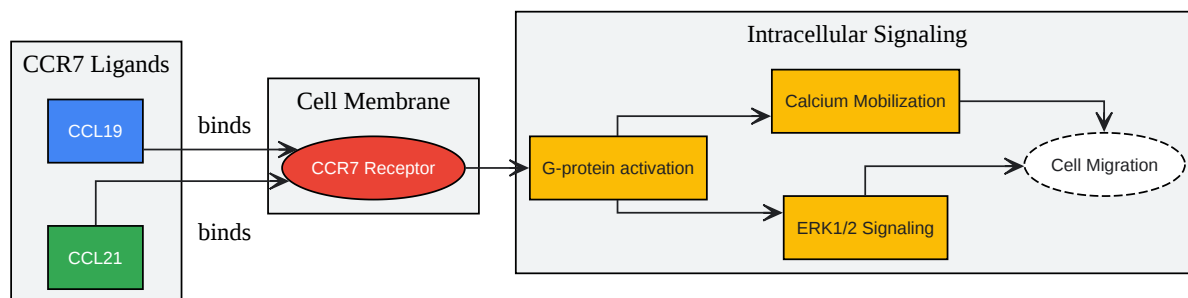 CCR7 Ligands
CCL19
CCL21
binds
binds
Cell Membrane
CCR7 Receptor
Intracellular Signaling
G-protein activation
Calcium Mobilization
ERK1/2 Signaling
Cell Migration